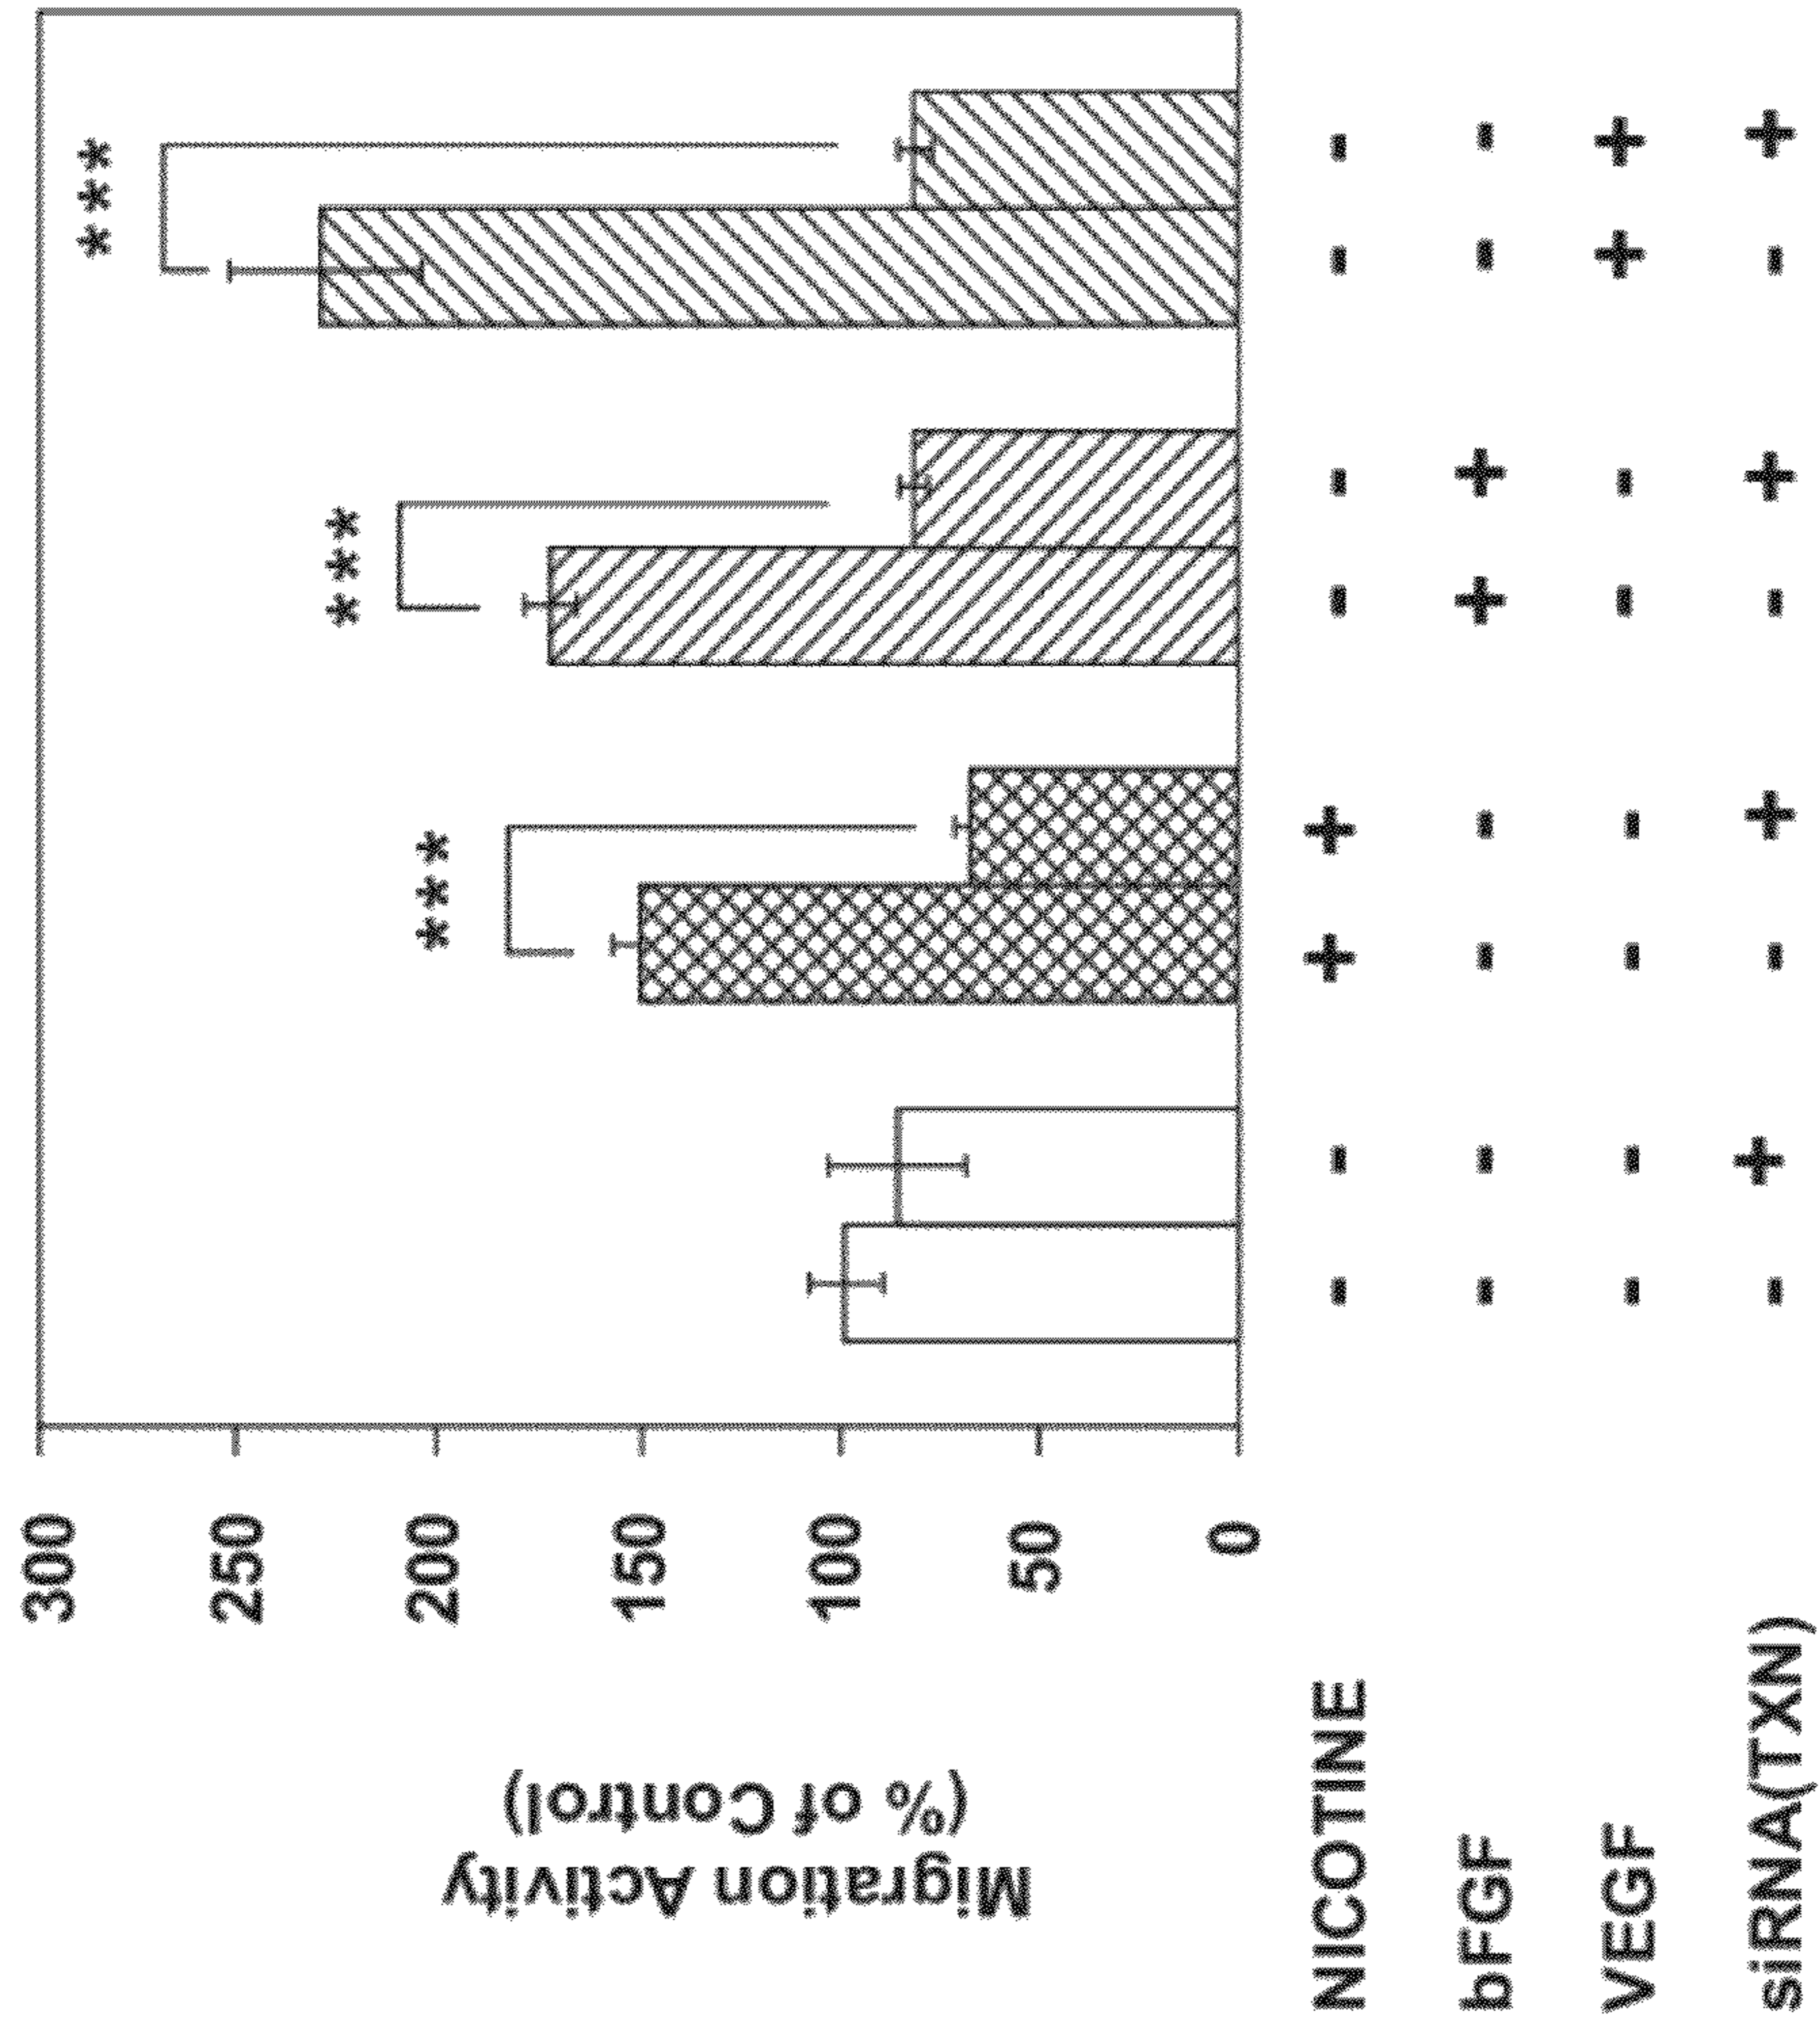 Migration Activity
(% of Control)
300
250
200
150
100
50
0
***
***
***
NICOTINE - - + + - - - -
bFGF - - - - + + - -
VEGF - - - - - - + +
siRNA(TXN) - + - + - + - +